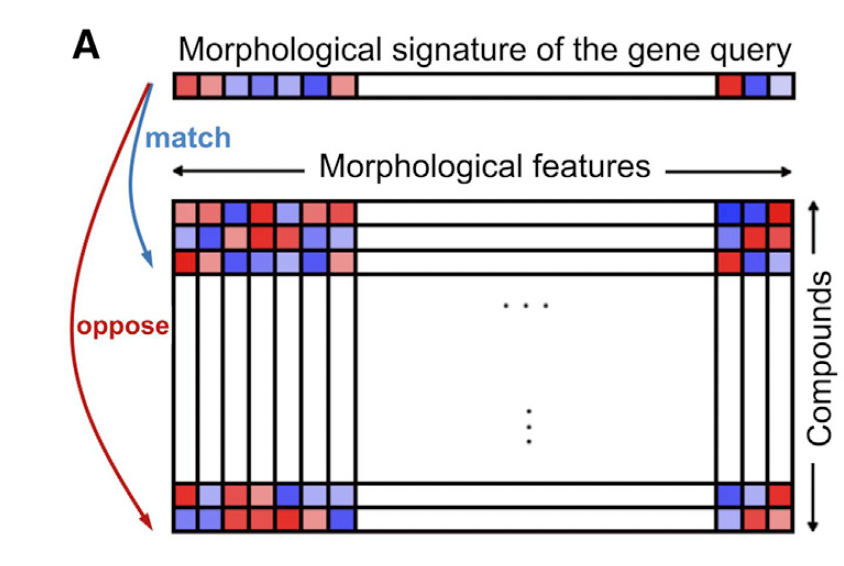 A
Morphological signature of the gene query
match
Morphological features
oppose
. . .
Compounds